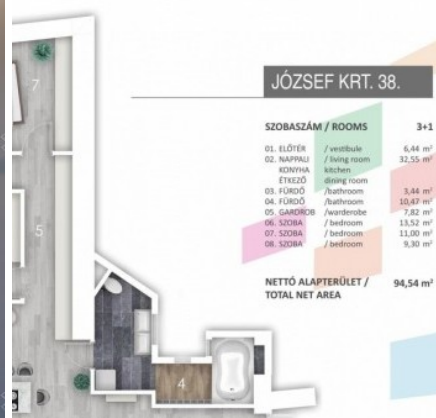 JÓZSEF KRT. 38.
SZOBASZÁM / ROOMS 3+1
01. ELŐTÉR / vestibule 6,44 m²
02. NAPPALI / living room 32,55 m²
KONYHA kitchen
ÉTKEZŐ dining room
03. FÜRDŐ /bathroom 3,44 m²
04. FÜRDŐ /bathroom 10,47 m²
05. GARDRÓB /warderobe 7,82 m²
06. SZOBA / bedroom 13,52 m²
07. SZOBA / bedroom 11,00 m²
08. SZOBA / bedroom 9,30 m²
NETTÓ ALAPTERÜLET / 94,54 m²
TOTAL NET AREA
7
5
4